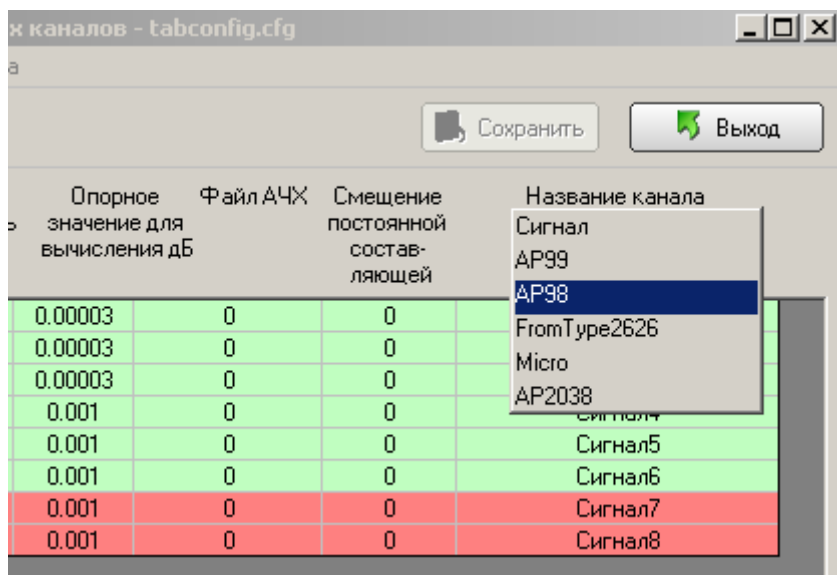 х каналов - tabconfig.cfg
а
Сохранить Выход
Опорное значение для вычисления дБ Файл АЧХ Смещение постоянной состав-ляющей Название канала
ь
Сигнал
AP99
AP98
FromType2626
Micro
AP2038
0.00003 0 0
0.00003 0 0
0.00003 0 0
0.001 0 0 Сигнал4
0.001 0 0 Сигнал5
0.001 0 0 Сигнал6
0.001 0 0 Сигнал7
0.001 0 0 Сигнал8